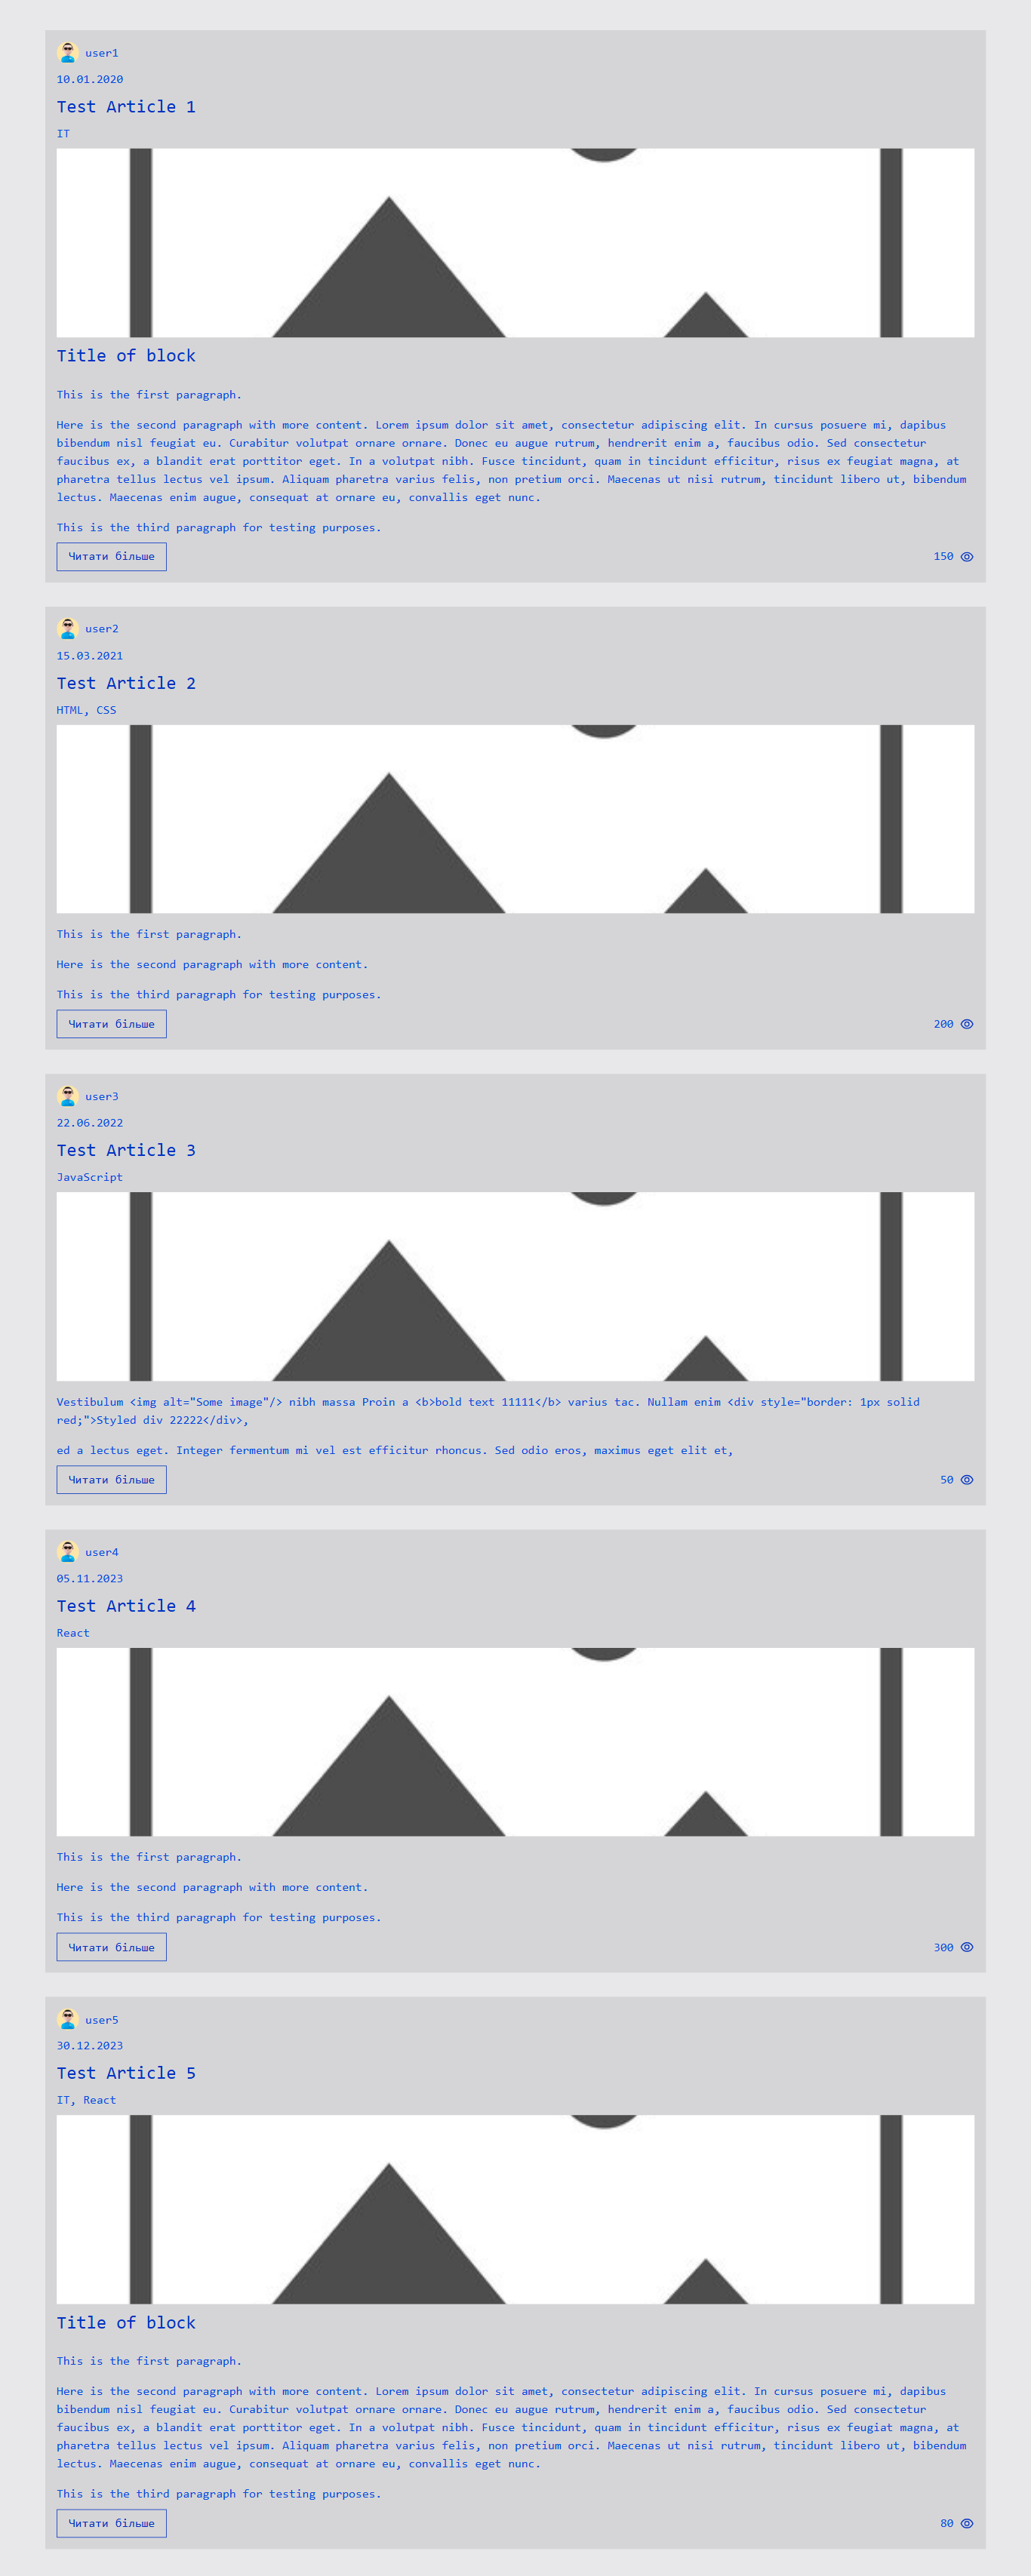 user1
10.01.2020
Test Article 1
IT
Title of block
This is the first paragraph.
Here is the second paragraph with more content. Lorem ipsum dolor sit amet, consectetur adipiscing elit. In cursus posuere mi, dapibus
bibendum nisl feugiat eu. Curabitur volutpat ornare ornare. Donec eu augue rutrum, hendrerit enim a, faucibus odio. Sed consectetur
faucibus ex, a blandit erat porttitor eget. In a volutpat nibh. Fusce tincidunt, quam in tincidunt efficitur, risus ex feugiat magna, at
pharetra tellus lectus vel ipsum. Aliquam pharetra varius felis, non pretium orci. Maecenas ut nisi rutrum, tincidunt libero ut, bibendum
lectus. Maecenas enim augue, consequat at ornare eu, convallis eget nunc.
This is the third paragraph for testing purposes.
Читати більше 150
user2
15.03.2021
Test Article 2
HTML, CSS
This is the first paragraph.
Here is the second paragraph with more content.
This is the third paragraph for testing purposes.
Читати більше 200
user3
22.06.2022
Test Article 3
JavaScript
Vestibulum <img alt="Some image"/> nibh massa Proin a <b>bold text 11111</b> varius tac. Nullam enim <div style="border: 1px solid
red;">Styled div 22222</div>,
ed a lectus eget. Integer fermentum mi vel est efficitur rhoncus. Sed odio eros, maximus eget elit et,
Читати більше 50
user4
05.11.2023
Test Article 4
React
This is the first paragraph.
Here is the second paragraph with more content.
This is the third paragraph for testing purposes.
Читати більше 300
user5
30.12.2023
Test Article 5
IT, React
Title of block
This is the first paragraph.
Here is the second paragraph with more content. Lorem ipsum dolor sit amet, consectetur adipiscing elit. In cursus posuere mi, dapibus
bibendum nisl feugiat eu. Curabitur volutpat ornare ornare. Donec eu augue rutrum, hendrerit enim a, faucibus odio. Sed consectetur
faucibus ex, a blandit erat porttitor eget. In a volutpat nibh. Fusce tincidunt, quam in tincidunt efficitur, risus ex feugiat magna, at
pharetra tellus lectus vel ipsum. Aliquam pharetra varius felis, non pretium orci. Maecenas ut nisi rutrum, tincidunt libero ut, bibendum
lectus. Maecenas enim augue, consequat at ornare eu, convallis eget nunc.
This is the third paragraph for testing purposes.
Читати більше 80